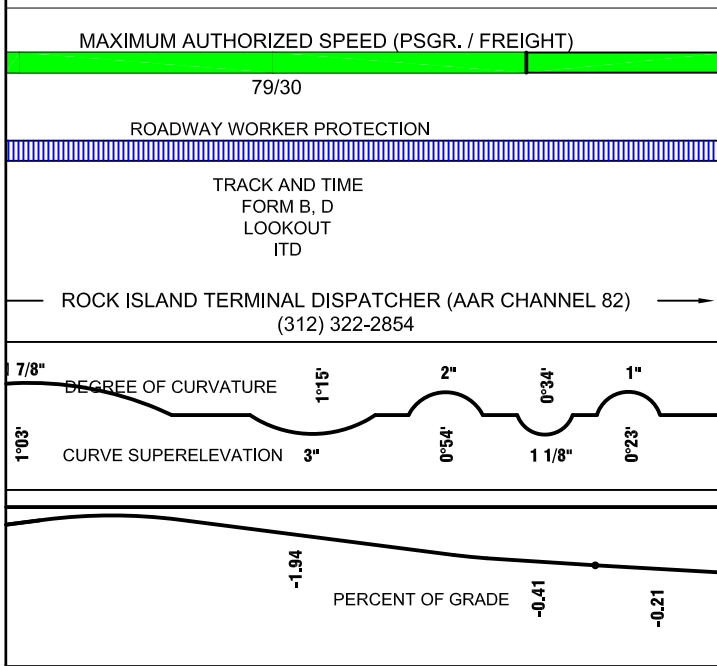 MAXIMUM AUTHORIZED SPEED (PSGR. / FREIGHT)
79/30
ROADWAY WORKER PROTECTION
TRACK AND TIME
FORM B, D
LOOKOUT
ITD
ROCK ISLAND TERMINAL DISPATCHER (AAR CHANNEL 82)
(312) 322-2854
7/8"
DEGREE OF CURVATURE
1°15'
2"
0°34'
1"
1°03'
CURVE SUPERELEVATION
3"
0°54'
1 1/8"
0°23'
-1.94
PERCENT OF GRADE
-0.41
-0.21